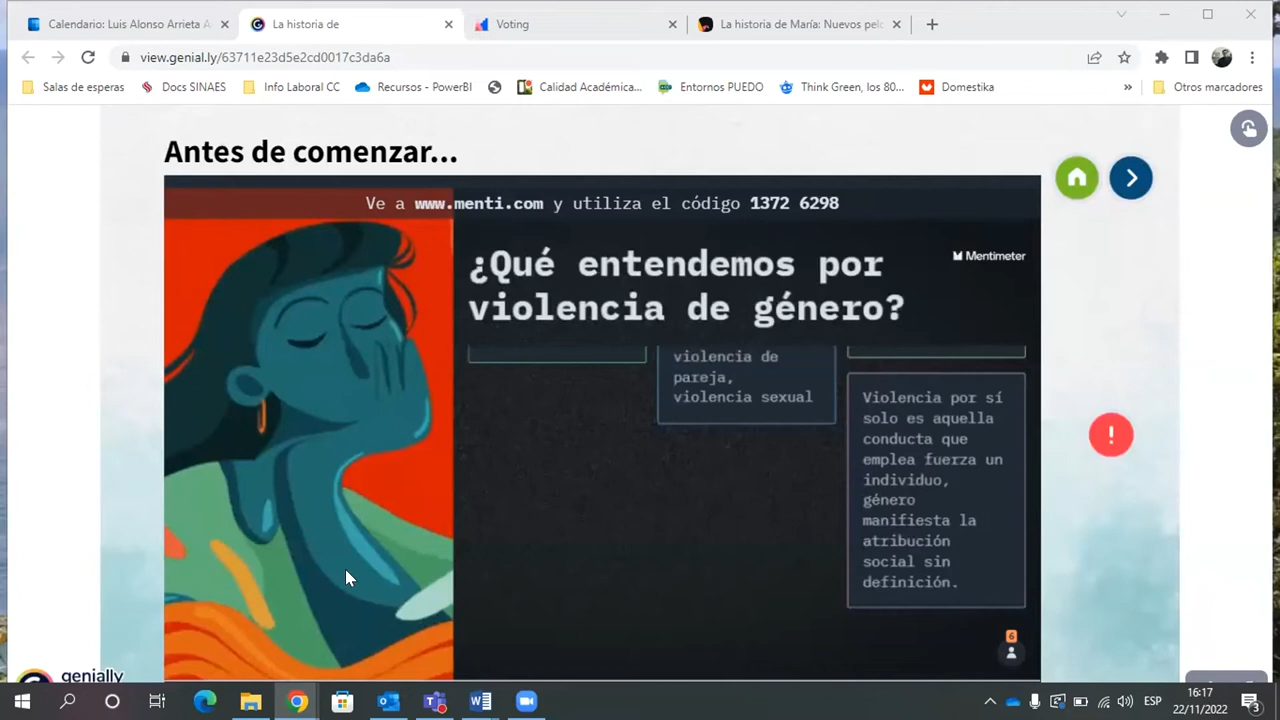 Calendario: Luis Alonso Arrieta A
La historia de
Voting
La historia de María: Nuevos pelo
view.genial.ly/63711e23d5e2cd0017c3da6a
Salas de esperas
Docs SINAES
Info Laboral CC
Recursos - PowerBI
Calidad Académica...
Entornos PUEDO
Think Green, los 80...
Domestika
»
Otros marcadores
Antes de comenzar...
Ve a www.menti.com y utiliza el código 1372 6298
¿Qué entendemos por
violencia de género?
Mentimeter
violencia de
pareja,
violencia sexual
Violencia por sí
solo es aquella
conducta que
emplea fuerza un
individuo,
género
manifiesta la
atribución
social sin
definición.
!
6
genially
ESP
16:17
22/11/2022
3